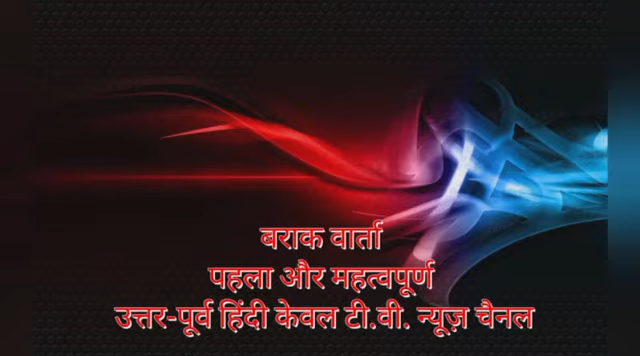 बराक वार्ता
पहला और महत्वपूर्ण
उत्तर-पूर्व हिंदी केवल टी.वी. न्यूज़ चैनल